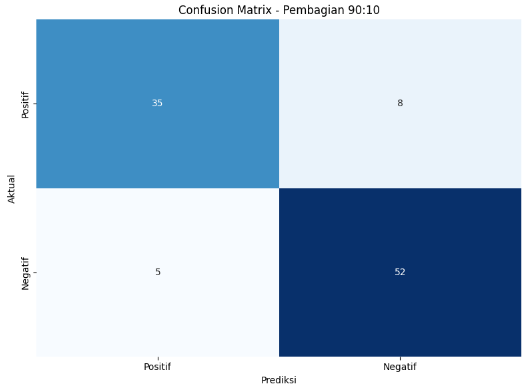 Confusion Matrix - Pembagian 90:10
Positif
35
8
Aktual
Negatif
5
52
Positif
Negatif
Prediksi